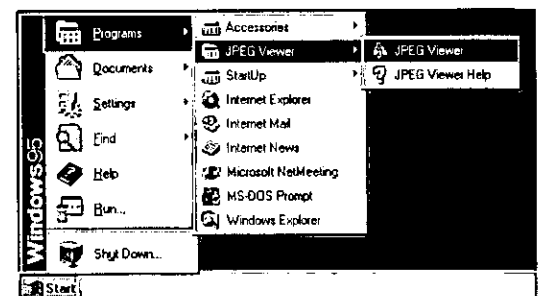 Programs
Documents
Settings
Find
Help
Run...
Shut Down...
Windows95
Start
Accessories
JPEG Viewer
StartUp
Internet Explorer
Internet Mail
Internet News
Microsoft NetMeeting
MS-DOS Prompt
Windows Explorer
JPEG Viewer
JPEG Viewer Help